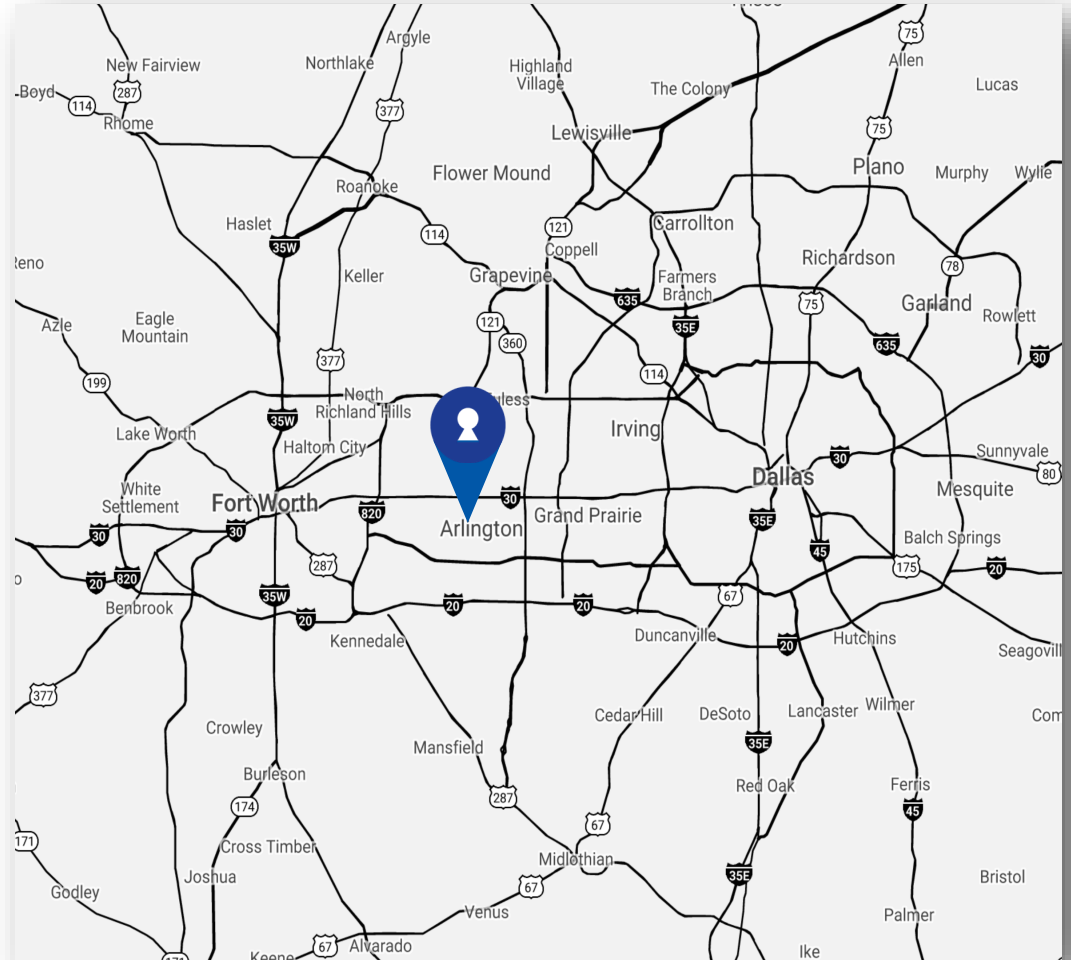 Argyle
75
New Fairview
Northlake
Highland
Village
Allen
Boyd
287
The Colony
Lucas
114
377
Rhome
75
Lewisville
Plano
Flower Mound
Murphy
Wylie
Roanoke
Haslet
121
Carrollton
114
35W
Coppell
Richardson
78
Grapevine
Keller
Farmers
Branch
635
75
Garland
Rowlett
Azle
Eagle
Mountain
121
35E
360
635
30
377
199
114
North
Richland Hills
35W
Lake Worth
Irving
Haltom City
30
Sunnyvale
80
Dallas
White
Settlement
Fort Worth
30
Mesquite
820
Grand Prairie
35E
Arlington
30
30
45
Balch Springs
287
175
20
820
20
35W
67
Benbrook
20
20
20
Kennedale
Duncanville
20
Hutchins
Seagovil
377
Crowley
Cedar Hill
DeSoto
Lancaster
Wilmer
Mansfield
35E
Burleson
Red Oak
Ferris
287
174
45
67
171
Cross Timber
Midlothian
Joshua
35E
Bristol
Godley
67
Venus
Palmer
67
Alvarado
Ike
Keene